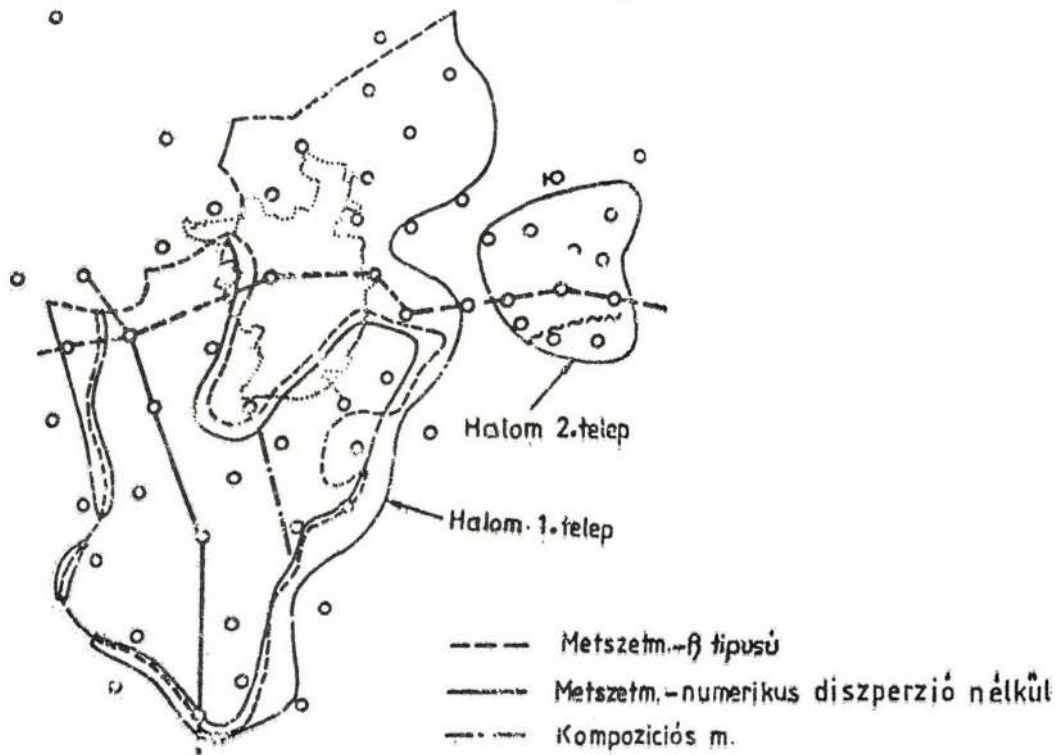 Halom 2.telep
Halom 1.telep
Metszetm.-β tipusú
Metszetm.-numerikus diszperzió nélkül
Kompoziciós m.